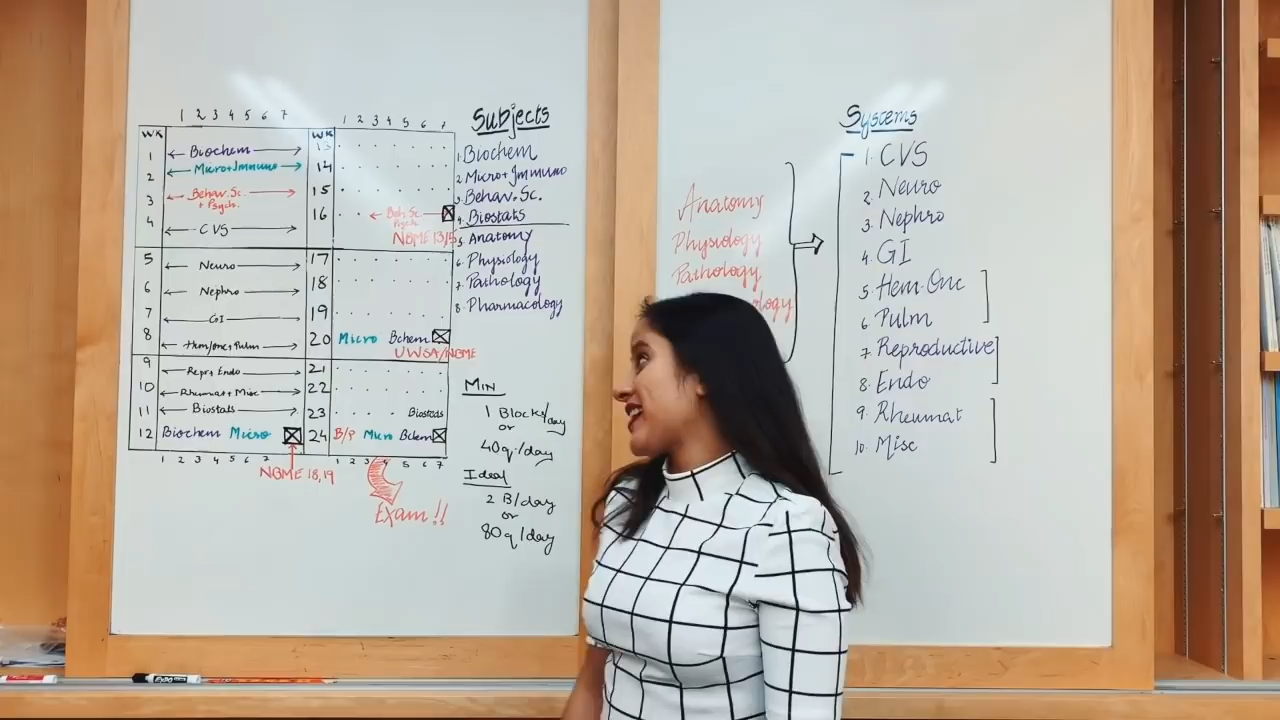 1 2 3 4 5 6 7
WK
1 Biochem
2 Micro+Immuno
3 Behav. Sc. + Psych.
4 CVS
5 Neuro
6 Nephro
7 GI
8 Hem/onc+Pulm
9 Repr+ Endo
10 Rheumat + Misc
11 Biostats
12 Biochem Micro
1 2 3 4 5 6 7
NBME 18,19
1 2 3 4 5 6 7
WK
13
14
15
16 Beh. Sc. Psych.
NBME 13/15
17
18
19
20 Micro Bchem
UWSA/NBME
21
22
23 Biostats
24 B/P Micro Bchem
1 2 3 4 5 6 7
Exam !!
Subjects
1. Biochem
2. Micro+Immuno
3. Behav. Sc.
4. Biostats
5. Anatomy
6. Physiology
7. Pathology
8. Pharmacology
Min
1 Blocks/day
or
40q./day
Ideal
2 B/day
or
80q/day
Anatomy
Physiology
Pathology
Systems
1. CVS
2. Neuro
3. Nephro
4. GI
5. Hem-Onc
6. Pulm
7. Reproductive
8. Endo
9. Rheumat
10. Misc
EXPO